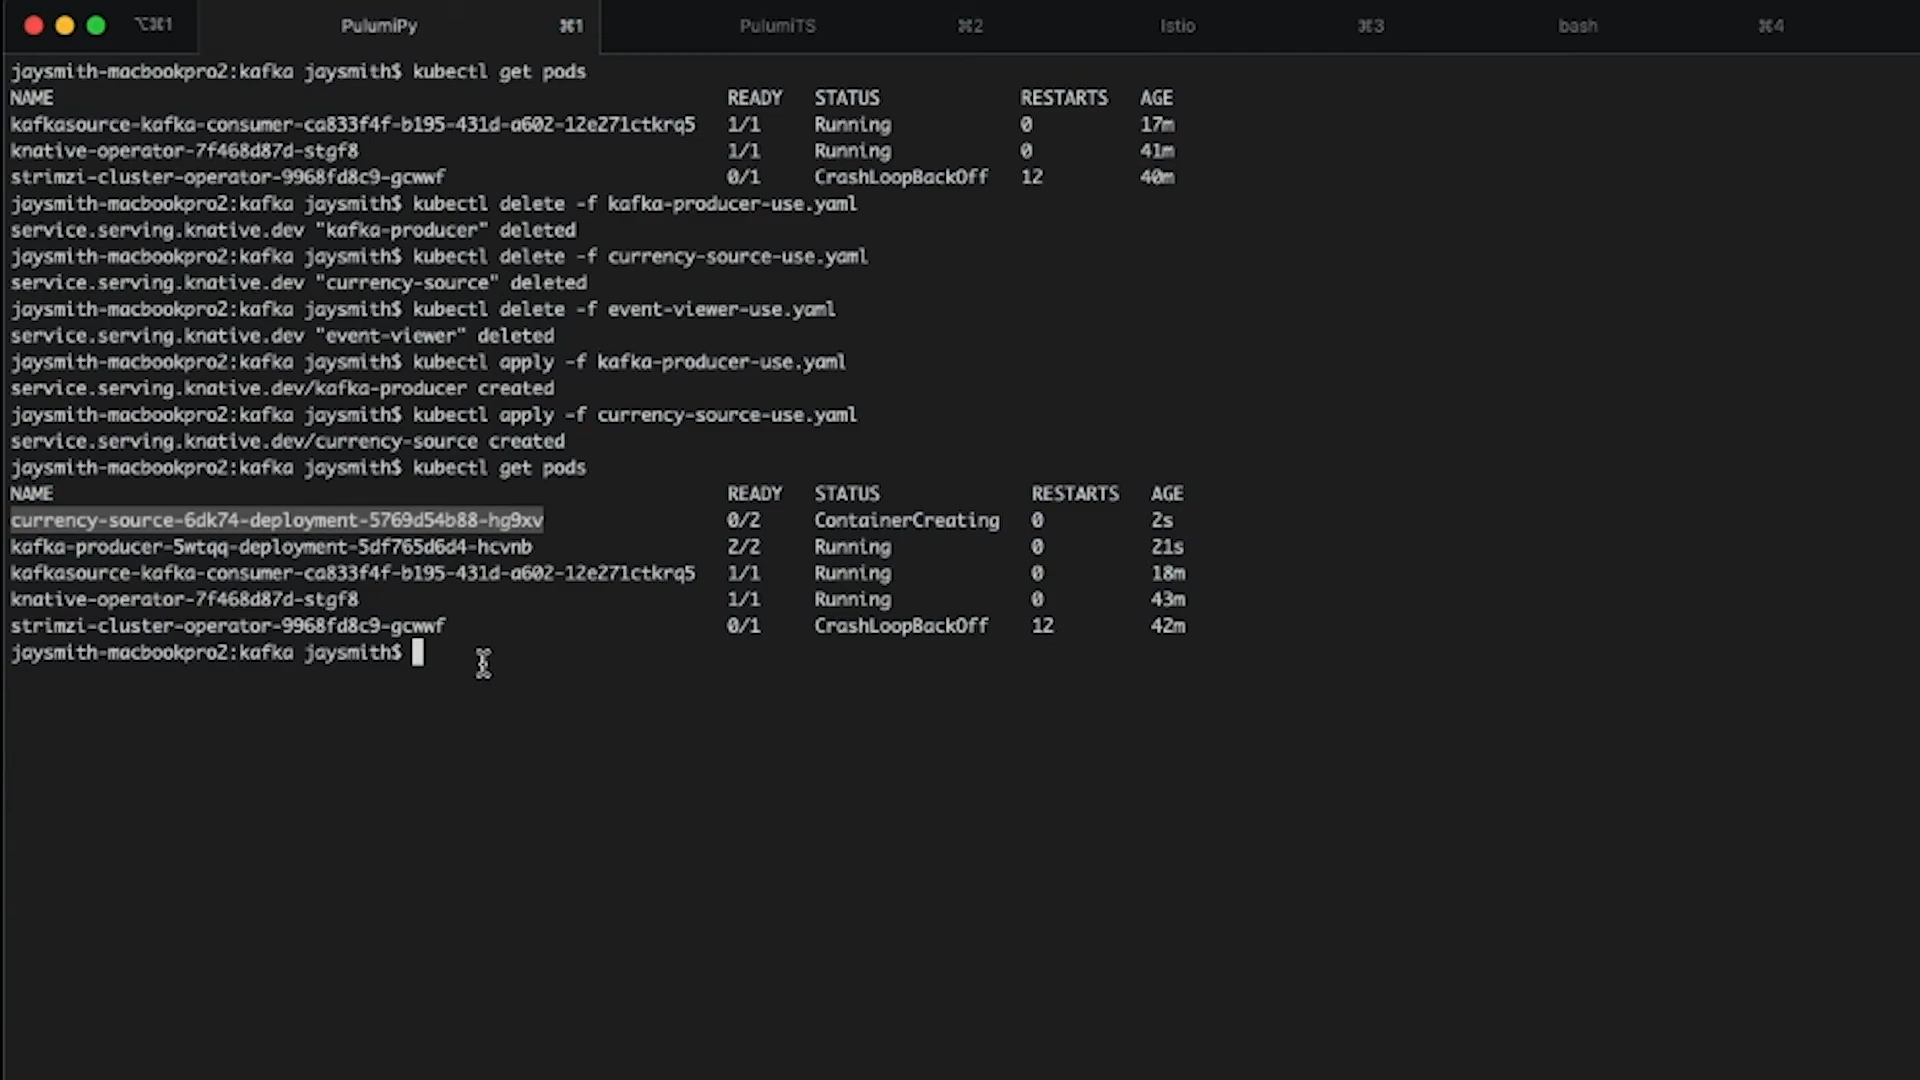 ⌥⌘1 PulumiPy ⌘1 PulumiTS ⌘2 Istio ⌘3 bash ⌘4
jaysmith-macbookpro2:kafka jaysmith$ kubectl get pods
NAME READY STATUS RESTARTS AGE
kafkasource-kafka-consumer-ca833f4f-b195-431d-a602-12e271ctkrq5 1/1 Running 0 17m
knative-operator-7f468d87d-stgf8 1/1 Running 0 41m
strimzi-cluster-operator-9968fd8c9-gcwwf 0/1 CrashLoopBackOff 12 40m
jaysmith-macbookpro2:kafka jaysmith$ kubectl delete -f kafka-producer-use.yaml
service.serving.knative.dev "kafka-producer" deleted
jaysmith-macbookpro2:kafka jaysmith$ kubectl delete -f currency-source-use.yaml
service.serving.knative.dev "currency-source" deleted
jaysmith-macbookpro2:kafka jaysmith$ kubectl delete -f event-viewer-use.yaml
service.serving.knative.dev "event-viewer" deleted
jaysmith-macbookpro2:kafka jaysmith$ kubectl apply -f kafka-producer-use.yaml
service.serving.knative.dev/kafka-producer created
jaysmith-macbookpro2:kafka jaysmith$ kubectl apply -f currency-source-use.yaml
service.serving.knative.dev/currency-source created
jaysmith-macbookpro2:kafka jaysmith$ kubectl get pods
NAME READY STATUS RESTARTS AGE
currency-source-6dk74-deployment-5769d54b88-hg9xv 0/2 ContainerCreating 0 2s
kafka-producer-5wtqq-deployment-5df765d6d4-hcvnb 2/2 Running 0 21s
kafkasource-kafka-consumer-ca833f4f-b195-431d-a602-12e271ctkrq5 1/1 Running 0 18m
knative-operator-7f468d87d-stgf8 1/1 Running 0 43m
strimzi-cluster-operator-9968fd8c9-gcwwf 0/1 CrashLoopBackOff 12 42m
jaysmith-macbookpro2:kafka jaysmith$